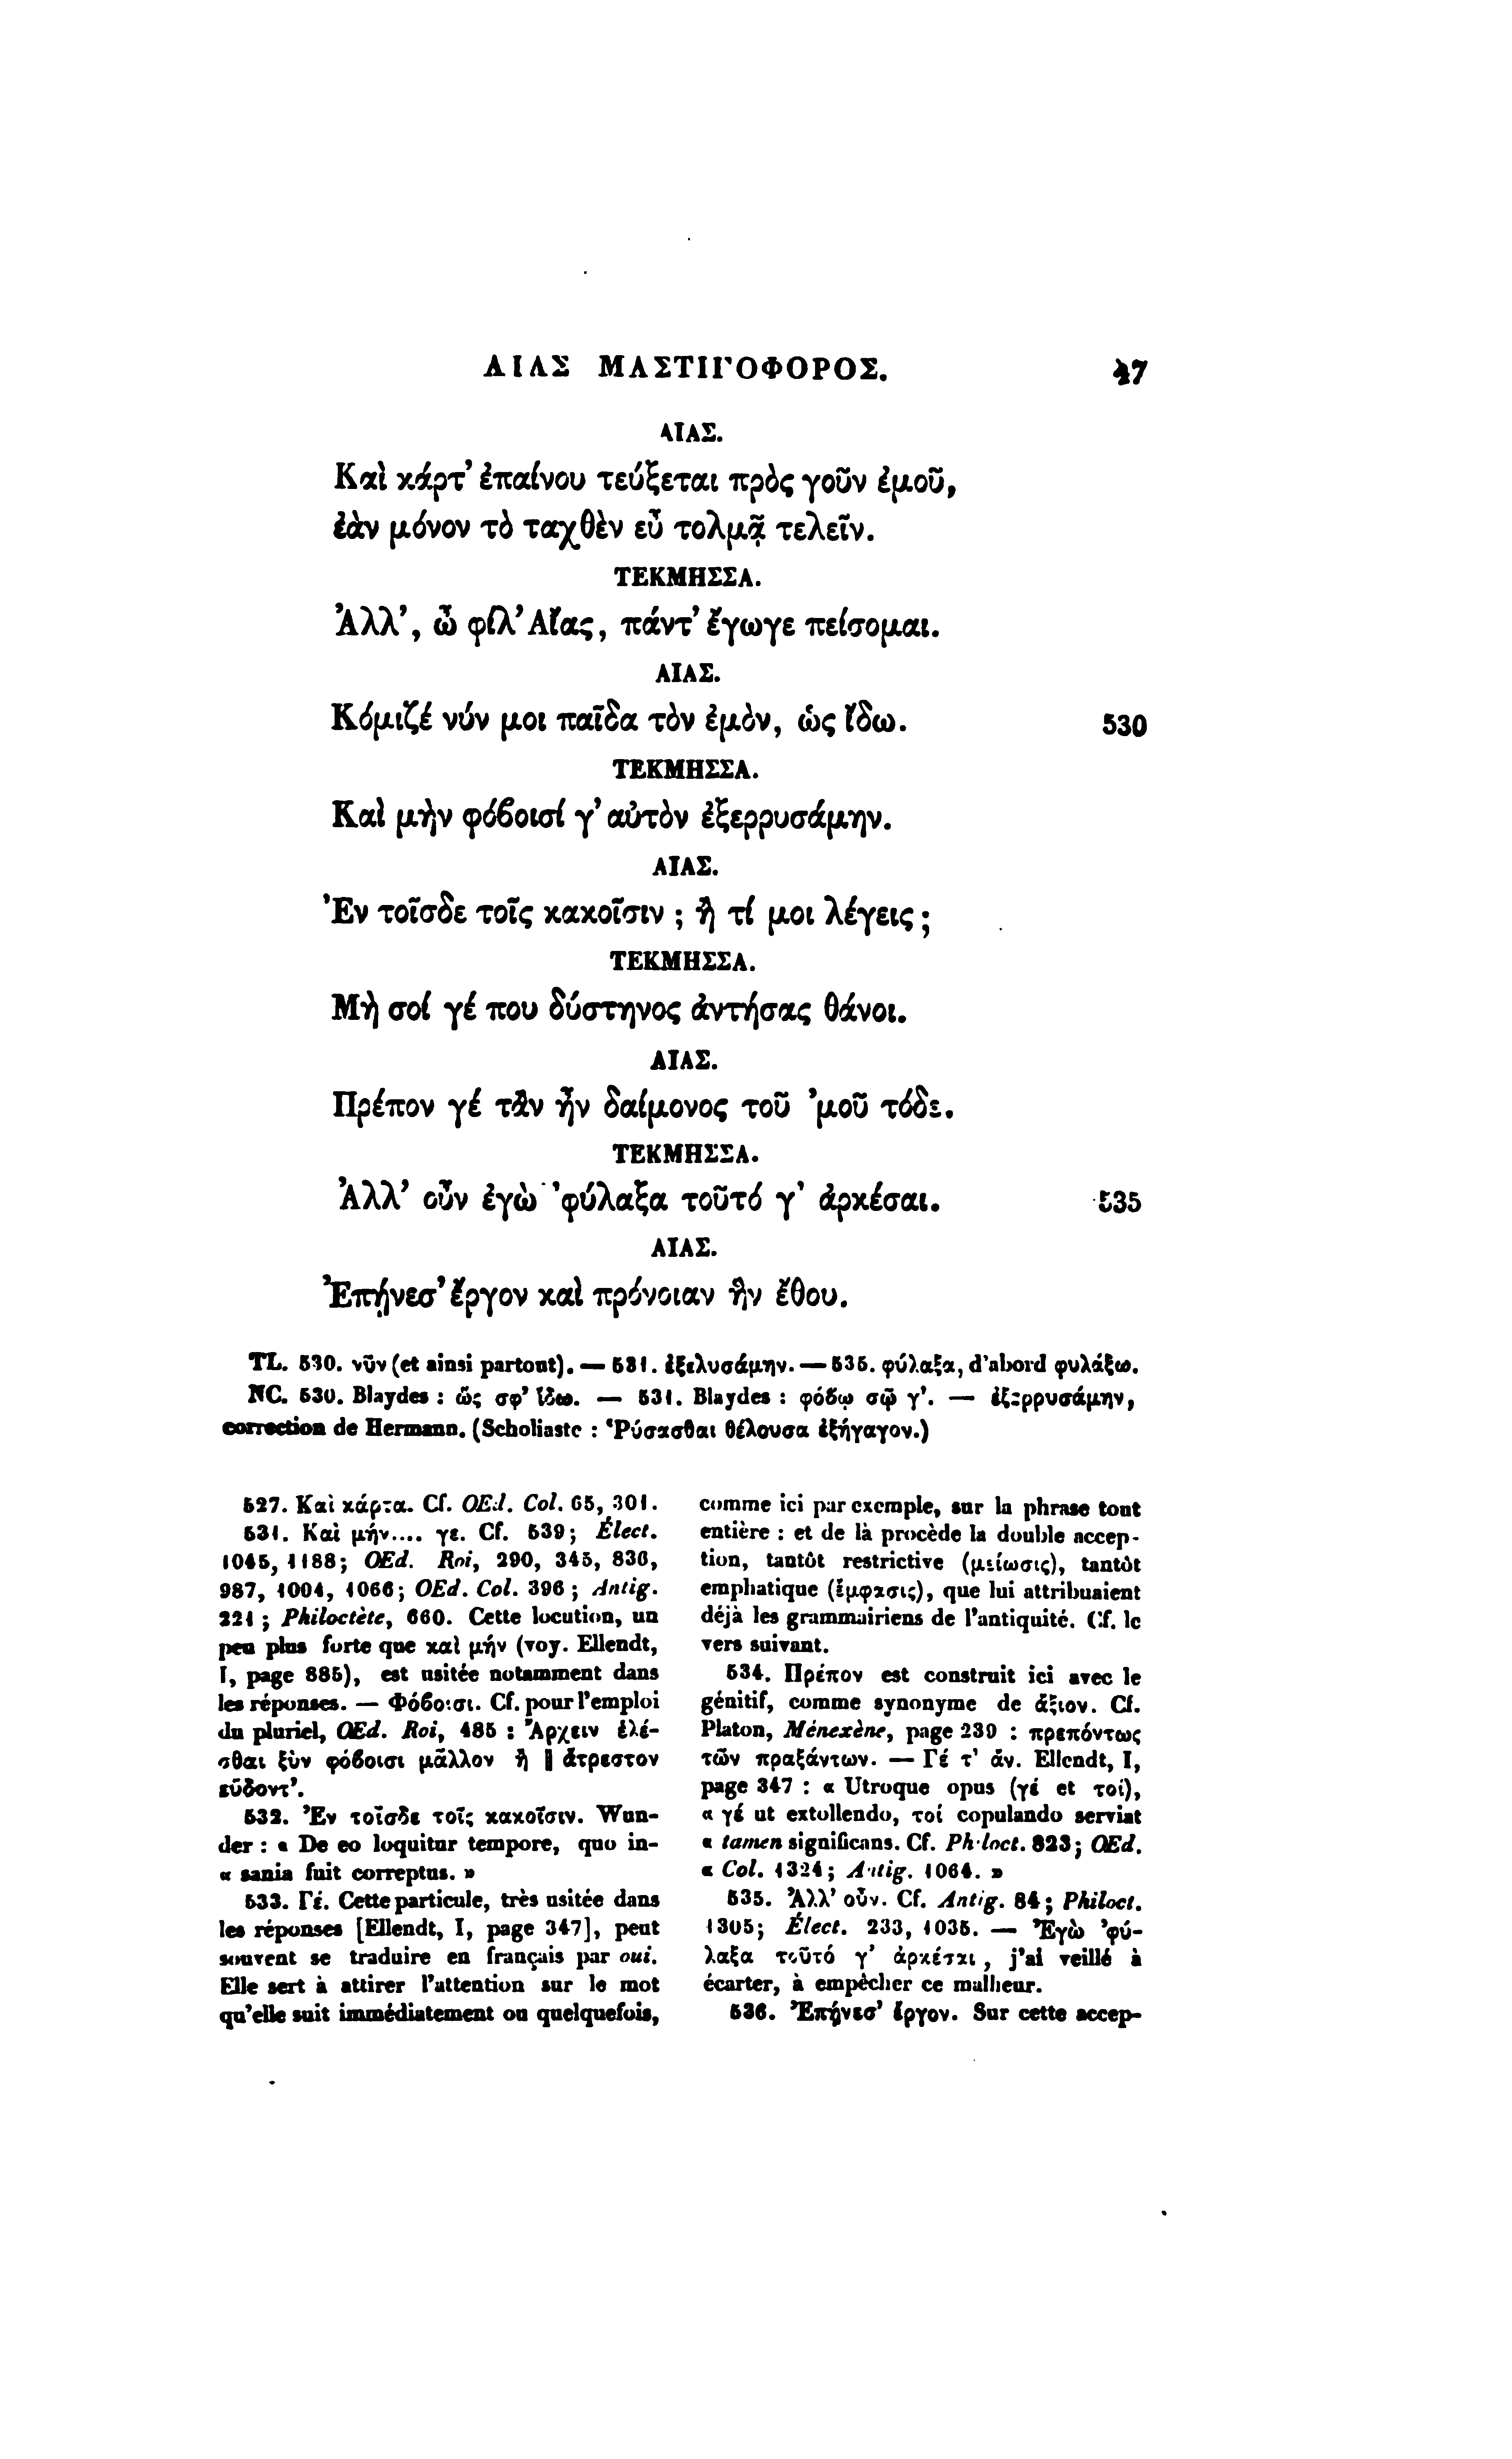 ΑΙΑΣ ΜΑΣΤΙΓΟΦΟΡΟΣ. 47
ΑΙΑΣ.
Καὶ κάρτ' ἐπαίνου τεύξεται πρὸς γοῦν ἐμοῦ,
ἐὰν μόνον τὸ ταχθὲν εὖ τολμᾷ τελεῖν.
ΤΕΚΜΗΣΣΑ.
Ἀλλ', ὦ φίλ' Αἴας, πάντ' ἔγωγε πείσομαι.
ΑΙΑΣ.
Κόμιζέ νύν μοι παῖδα τὸν ἐμὸν, ὡς ἴδω. 530
ΤΕΚΜΗΣΣΑ.
Καὶ μὴν φόβοισί γ' αὐτὸν ἐξερρυσάμην.
ΑΙΑΣ.
Ἐν τοῖσδε τοῖς κακοῖσιν ; ἢ τί μοι λέγεις ;
ΤΕΚΜΗΣΣΑ.
Μὴ σοί γέ που δύστηνος ἀντήσας θάνοι.
ΑΙΑΣ.
Πρέπον γέ τἂν ἦν δαίμονος τοῦ 'μοῦ τόδε.
ΤΕΚΜΗΣΣΑ.
Ἀλλ' οὖν ἐγὼ 'φύλαξα τοῦτό γ' ἀρκέσαι. 535
ΑΙΑΣ.
Ἐπῄνεσ' ἔργον καὶ πρόνοιαν ἣν ἔθου.
TL. 530. νῦν (et ainsi partout). — 531. ἐξελυσάμην. — 535. φύλαξα, d'abord φυλάξω.
NC. 530. Blaydes : ὥς σφ' ἴδω. — 531. Blaydes : φόβῳ σῷ γ'. — ἐξερρυσάμην,
correction de Hermann. (Scholiaste : Ῥύσασθαι θέλουσα ἐξήγαγον.)
527. Καὶ κάρτα. Cf. OEd. Col. 65, 301.
531. Καὶ μήν.... γε. Cf. 539; Élect.
1045, 1188; OEd. Roi, 290, 345, 836,
987, 1004, 1066; OEd. Col. 396 ; Antig.
221 ; Philoctète, 660. Cette locution, un
peu plus forte que καὶ μήν (voy. Ellendt,
I, page 885), est usitée notamment dans
les réponses. — Φόβοισι. Cf. pour l'emploi
du pluriel, OEd. Roi, 485 : Ἄρχειν ἑλέ-
σθαι ξὺν φόβοισι μᾶλλον ἢ || ἄτρεστον
εὕδοντ'.
532. Ἐν τοῖσδε τοῖς κακοῖσιν. Wun-
der : « De eo loquitur tempore, quo in-
« sania fuit correptus. »
533. Γέ. Cette particule, très usitée dans
les réponses [Ellendt, I, page 347], peut
souvent se traduire en français par oui.
Elle sert à attirer l'attention sur le mot
qu'elle suit immédiatement ou quelquefois,
comme ici par exemple, sur la phrase tout
entière : et de là procède la double accep-
tion, tantôt restrictive (μείωσις), tantôt
emphatique (ἔμφασις), que lui attribuaient
déjà les grammairiens de l'antiquité. Cf. le
vers suivant.
534. Πρέπον est construit ici avec le
génitif, comme synonyme de ἄξιον. Cf.
Platon, Ménexène, page 239 : πρεπόντως
τῶν πραξάντων. — Γέ τ' ἄν. Ellendt, I,
page 347 : « Utroque opus (γέ et τοί),
« γέ ut extollendo, τοί copulando serviat
« tamen significans. Cf. Philoct. 823; OEd.
« Col. 1324; Antig. 1064. »
535. Ἀλλ' οὖν. Cf. Antig. 84; Philoct.
1305; Élect. 233, 1035. — Ἐγὼ 'φύ-
λαξα τοῦτό γ' ἀρκέσαι, j'ai veillé à
écarter, à empêcher ce malheur.
536. Ἐπῄνεσ' ἔργον. Sur cette accep-